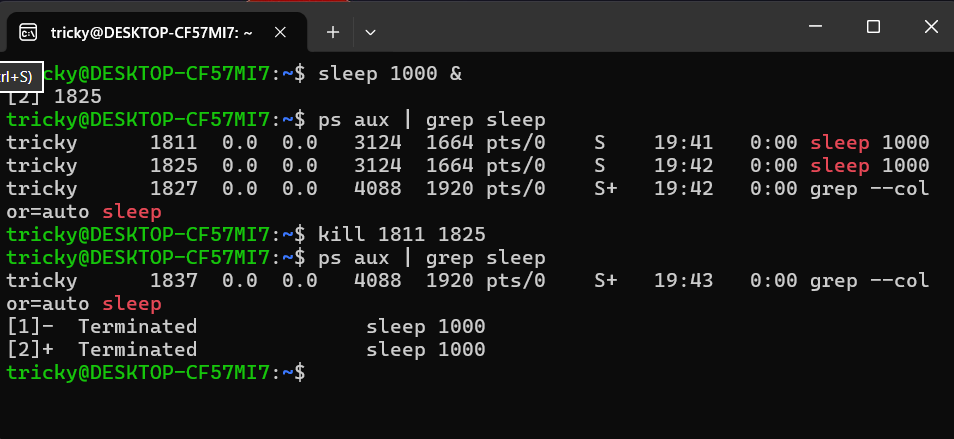 tricky@DESKTOP-CF57MI7: ~
trl+S)
cky@DESKTOP-CF57MI7:~$ sleep 1000 &
[2] 1825
tricky@DESKTOP-CF57MI7:~$ ps aux | grep sleep
tricky      1811  0.0  0.0   3124  1664 pts/0    S    19:41   0:00 sleep 1000
tricky      1825  0.0  0.0   3124  1664 pts/0    S    19:42   0:00 sleep 1000
tricky      1827  0.0  0.0   4088  1920 pts/0    S+   19:42   0:00 grep --col
or=auto sleep
tricky@DESKTOP-CF57MI7:~$ kill 1811 1825
tricky@DESKTOP-CF57MI7:~$ ps aux | grep sleep
tricky      1837  0.0  0.0   4088  1920 pts/0    S+   19:43   0:00 grep --col
or=auto sleep
[1]-  Terminated              sleep 1000
[2]+  Terminated              sleep 1000
tricky@DESKTOP-CF57MI7:~$